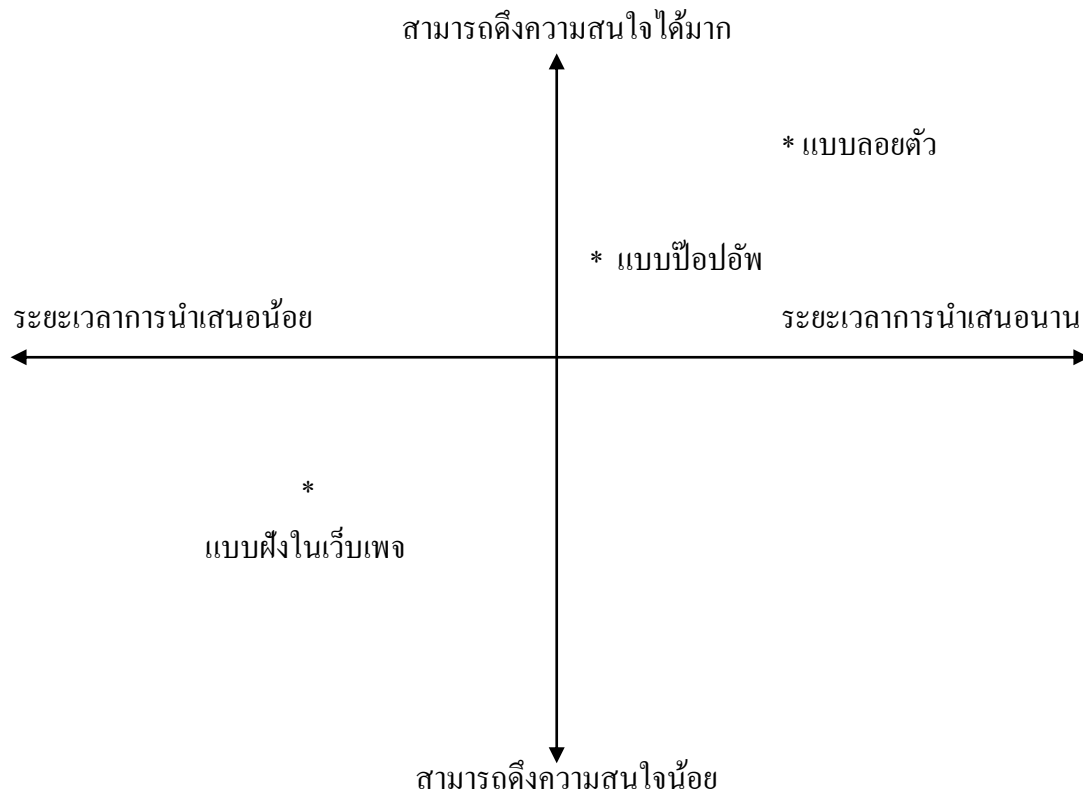 สามารถดึงความสนใจได้มาก
* แบบลอยตัว
* แบบป๊อปอัพ
ระยะเวลาการนำเสนอน้อย
ระยะเวลาการนำเสนอนาน
*
แบบฝังในเว็บเพจ
สามารถดึงความสนใจน้อย